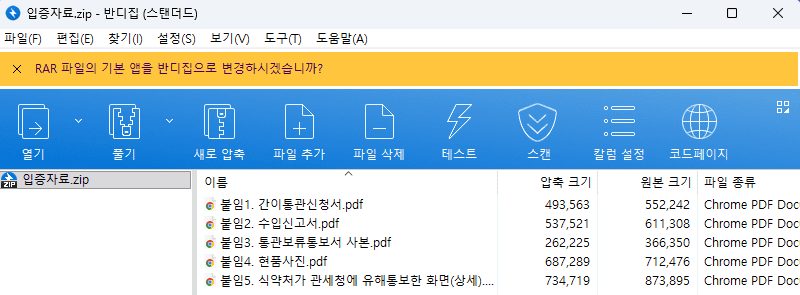 입증자료.zip - 반디집 (스탠더드)
파일(F) 편집(E) 찾기(I) 설정(S) 보기(V) 도구(T) 도움말(A)
RAR 파일의 기본 앱을 반디집으로 변경하시겠습니까?
열기 풀기 새로 압축 파일 추가 파일 삭제 테스트 스캔 칼럼 설정 코드페이지
ZIP 입증자료.zip
이름 압축 크기 원본 크기 파일 종류
붙임1. 간이통관신청서.pdf 493,563 552,242 Chrome PDF Docu
붙임2. 수입신고서.pdf 537,521 611,308 Chrome PDF Docu
붙임3. 통관보류통보서 사본.pdf 262,225 366,350 Chrome PDF Docu
붙임4. 현품사진.pdf 687,289 712,476 Chrome PDF Docu
붙임5. 식약처가 관세청에 유해통보한 화면(상세).... 734,719 873,895 Chrome PDF Docu